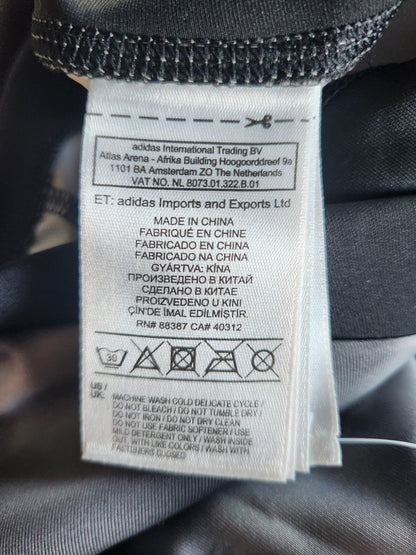 adidas International Trading BV
Atlas Arena - Afrika Building Hoogoorddreef 9a
1101 BA Amsterdam ZO The Netherlands
VAT NO. NL 8073.01.322.B.01
ET: adidas Imports and Exports Ltd
MADE IN CHINA
FABRIQUÉ EN CHINE
FABRICADO EN CHINA
FABRICADO NA CHINA
GYÁRTVA: KÍNA
ПРОИЗВЕДЕНО В КИТАЙ
СДЕЛАНО В КИТАЕ
PROIZVEDENO U KINI
ÇİN'DE İMAL EDİLMİŞTİR.
RN# 88387 CA# 40312
30
US /
UK: MACHINE WASH COLD DELICATE CYCLE /
DO NOT BLEACH / DO NOT TUMBLE DRY /
DO NOT IRON / DO NOT DRY CLEAN
DO NOT USE FABRIC SOFTENER / USE
MILD DETERGENT ONLY / WASH INSIDE
OUT, WITH LIKE COLORS / WASH WITH
FASTENERS CLOSED